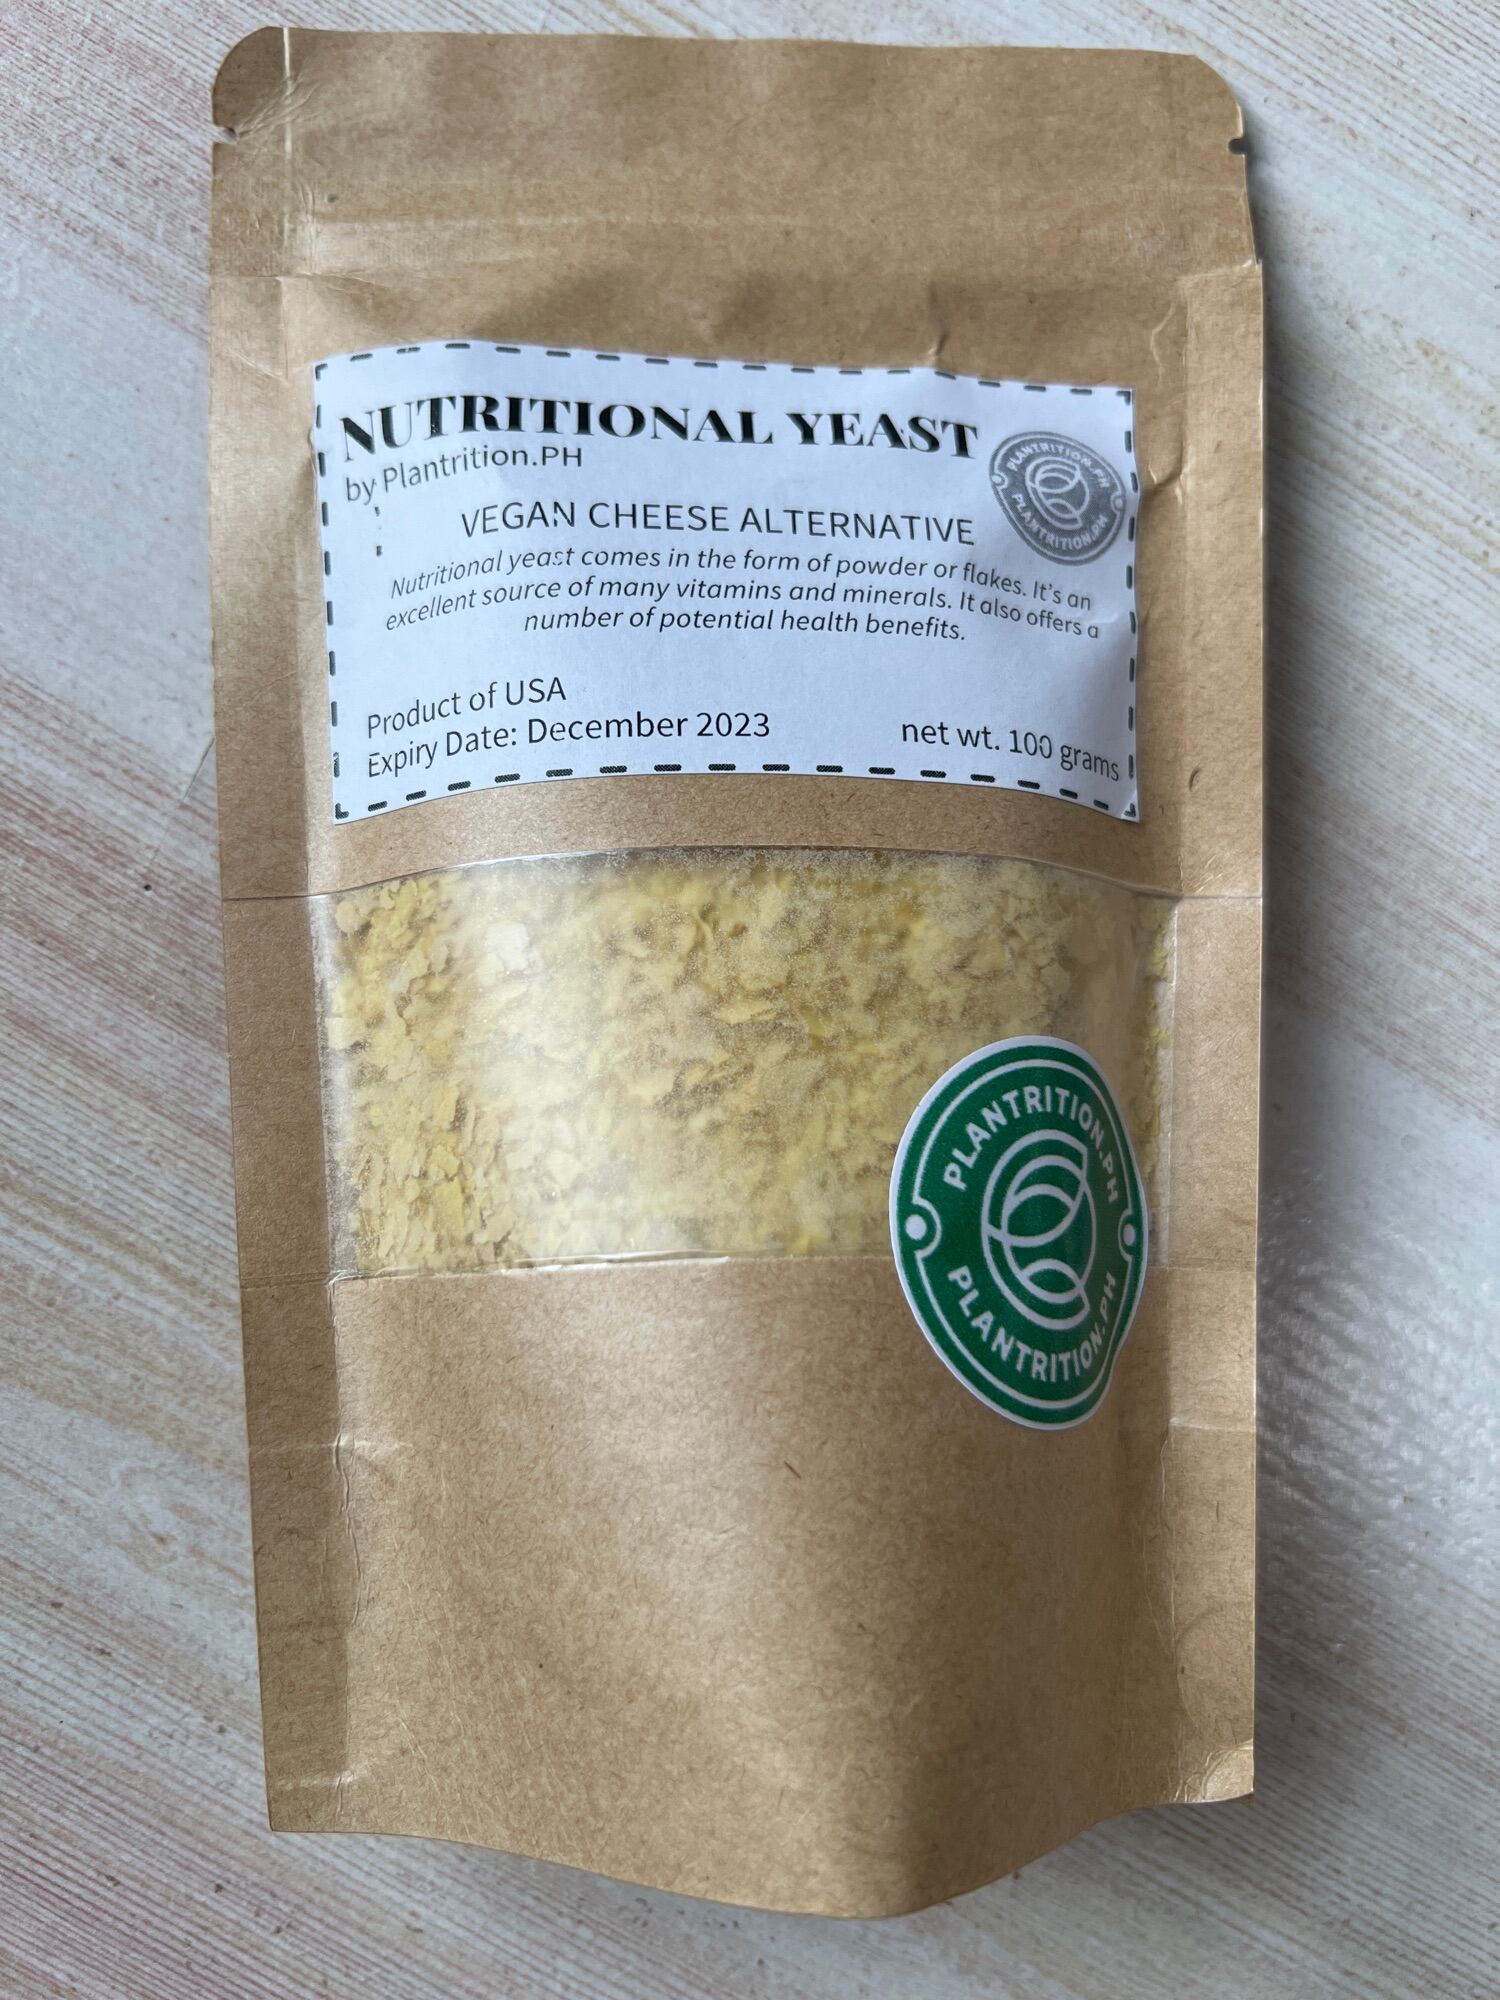 NUTRITIONAL YEAST
by Plantrition.PH
PLANTRITION.PH
PLANTRITION.PH
VEGAN CHEESE ALTERNATIVE
Nutritional yeast comes in the form of powder or flakes. It's an
excellent source of many vitamins and minerals. It also offers a
number of potential health benefits.
Product of USA
Expiry Date: December 2023
net wt. 100 grams
PLANTRITION.PH
PLANTRITION.PH